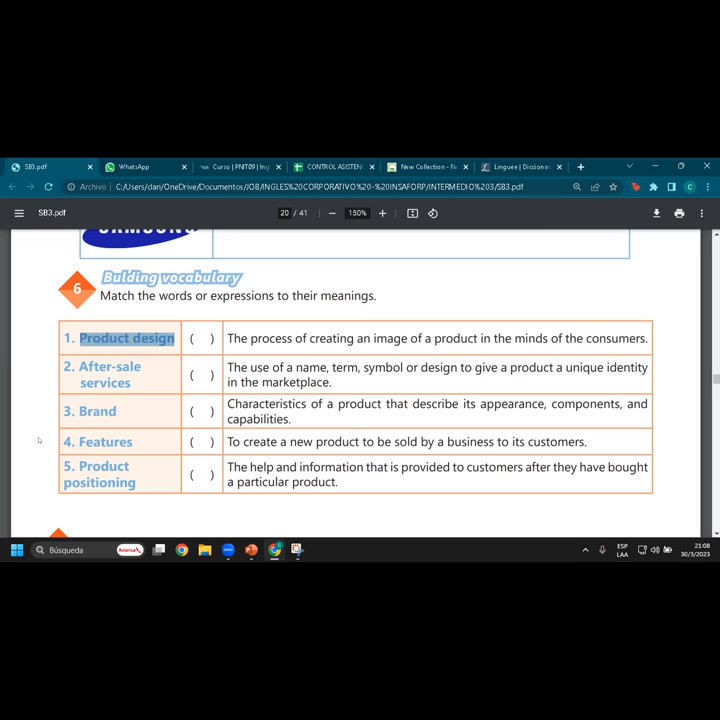 SB3.pdf
WhatsApp
Curso | PNIT09 | Ing
CONTROL ASISTEN
New Collection - N
Linguee | Diccionar
Archivo
C:/Users/dari/OneDrive/Documentos/JOB/INGLES%20CORPORATIVO%20-%20INSAFORP/INTERMEDIO%203/SB3.pdf
C
SB3.pdf
20 / 41
150%
SAMSUNG
6
Bulding vocabulary
Match the words or expressions to their meanings.
1. Product design ( ) The process of creating an image of a product in the minds of the consumers.
2. After-sale
services
( ) The use of a name, term, symbol or design to give a product a unique identity
in the marketplace.
3. Brand ( ) Characteristics of a product that describe its appearance, components, and
capabilities.
4. Features ( ) To create a new product to be sold by a business to its customers.
5. Product
positioning
( ) The help and information that is provided to customers after they have bought
a particular product.
Búsqueda
Avianca
ESP
LAA
21:08
30/3/2023